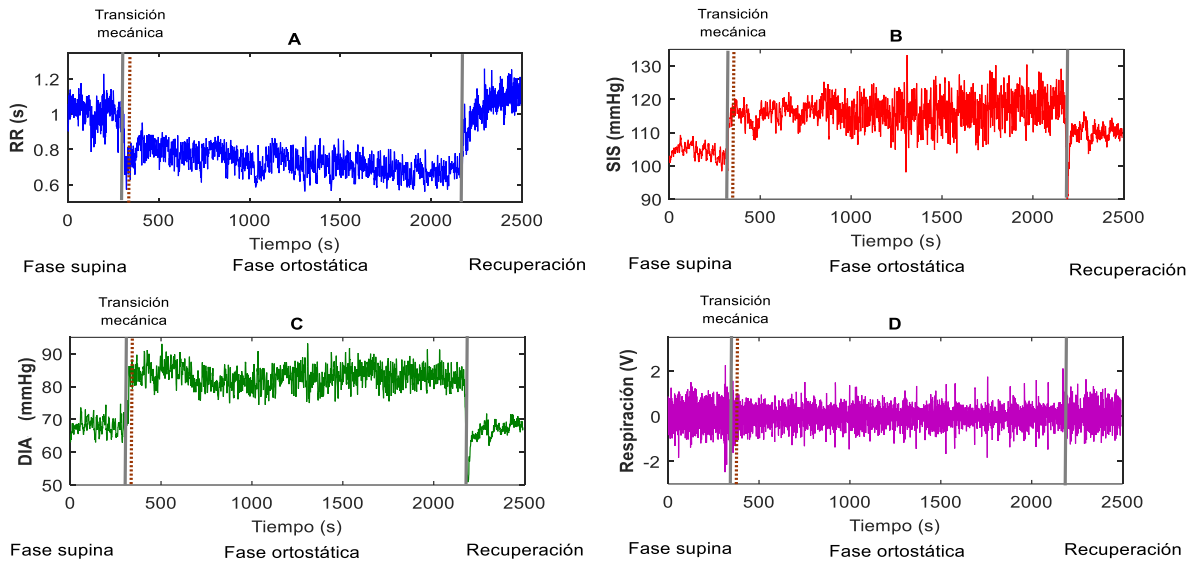 Transición
mecánica
A
1.2
1
0.8
0.6
RR (s)
0 500 1000 1500 2000 2500
Tiempo (s)
Fase supina Fase ortostática Recuperación
Transición
mecánica
B
130
120
110
100
90
SIS (mmHg)
0 500 1000 1500 2000 2500
Tiempo (s)
Fase supina Fase ortostática Recuperación
Transición
mecánica
C
90
80
70
60
50
DIA (mmHg)
0 500 1000 1500 2000 2500
Tiempo (s)
Fase supina Fase ortostática Recuperación
Transición
mecánica
D
2
0
-2
Respiración (V)
0 500 1000 1500 2000 2500
Tiempo (s)
Fase supina Fase ortostática Recuperación